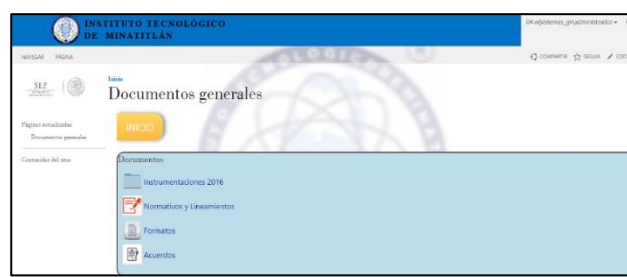 INSTITUTO TECNOLÓGICO
DE MINATITLÁN
NAVEGAR PÁGINA
COMPARTIR SEGUIR
SEP
Inicio
Documentos generales
Páginas actualizadas
Documentos generales
Contenidos del sitio
INICIO
Documentos
Instrumentaciones 2016
Normativos y Lineamientos
Formatos
Acuerdos